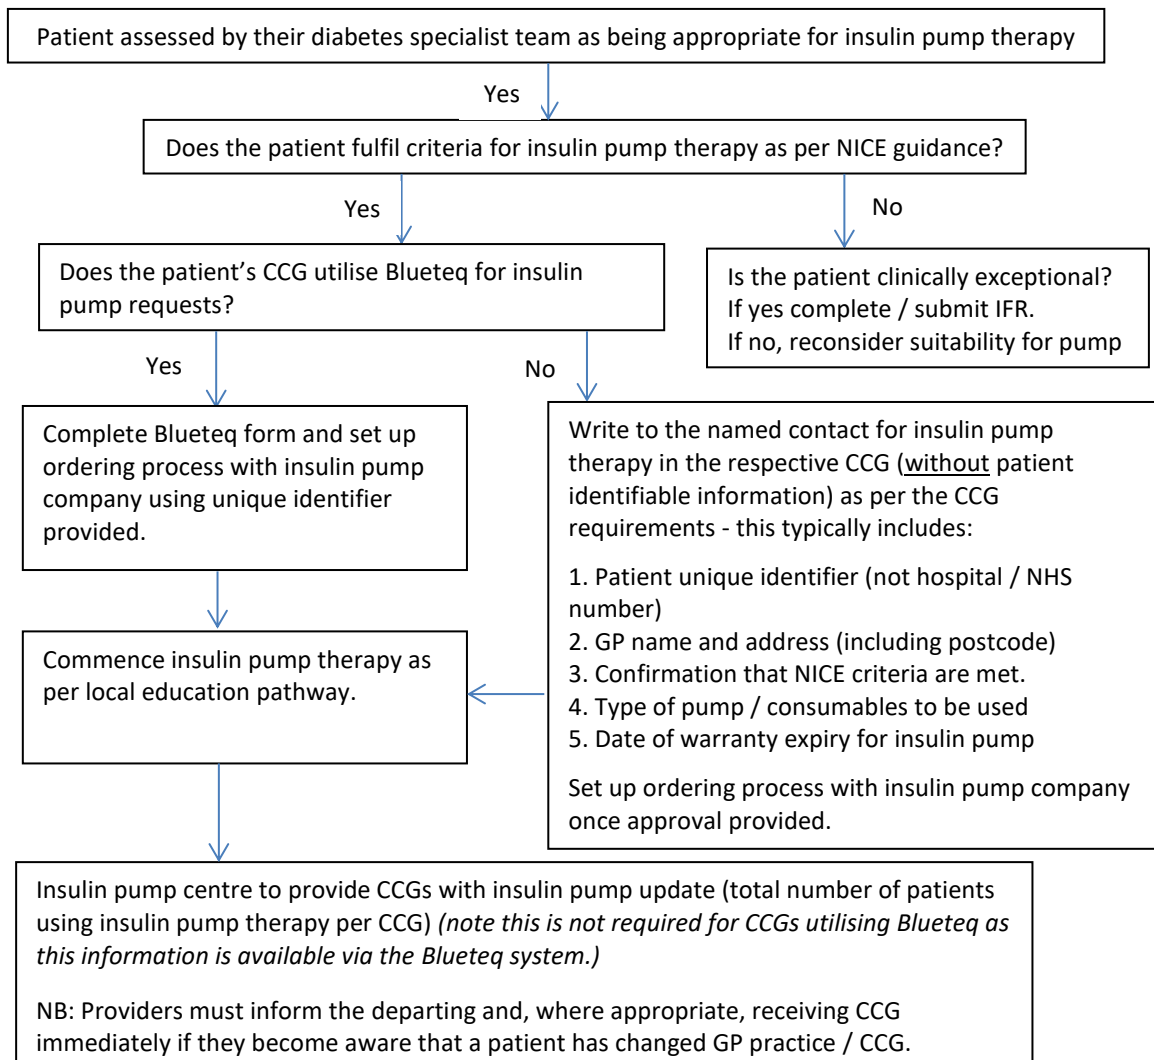 Patient assessed by their diabetes specialist team as being appropriate for insulin pump therapy
Yes
Does the patient fulfil criteria for insulin pump therapy as per NICE guidance?
Yes
No
Does the patient’s CCG utilise Blueteq for insulin
pump requests?
Is the patient clinically exceptional?
If yes complete / submit IFR.
If no, reconsider suitability for pump
Yes
No
Complete Blueteq form and set up
ordering process with insulin pump
company using unique identifier
provided.
Write to the named contact for insulin pump
therapy in the respective CCG (without patient
identifiable information) as per the CCG
requirements - this typically includes:
1. Patient unique identifier (not hospital / NHS
number)
2. GP name and address (including postcode)
3. Confirmation that NICE criteria are met.
4. Type of pump / consumables to be used
5. Date of warranty expiry for insulin pump
Set up ordering process with insulin pump company
once approval provided.
Commence insulin pump therapy as
per local education pathway.
Insulin pump centre to provide CCGs with insulin pump update (total number of patients
using insulin pump therapy per CCG) (note this is not required for CCGs utilising Blueteq as
this information is available via the Blueteq system.)
NB: Providers must inform the departing and, where appropriate, receiving CCG
immediately if they become aware that a patient has changed GP practice / CCG.